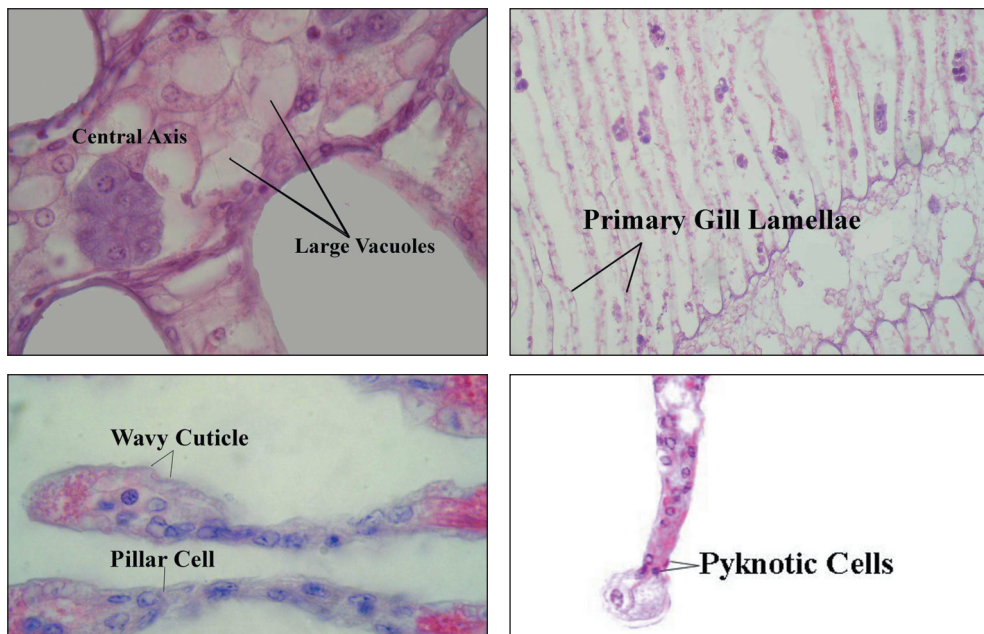 Central Axis
Large Vacuoles
Primary Gill Lamellae
Wavy Cuticle
Pillar Cell
Pyknotic Cells